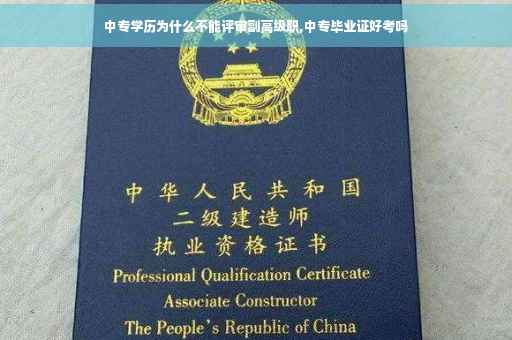 中专学历为什么不能评审副高级职,中专毕业证好考吗
中华人民共和国
二级建造师
执业资格证书
Professional Qualification Certificate
Associate Constructor
The People's Republic of China